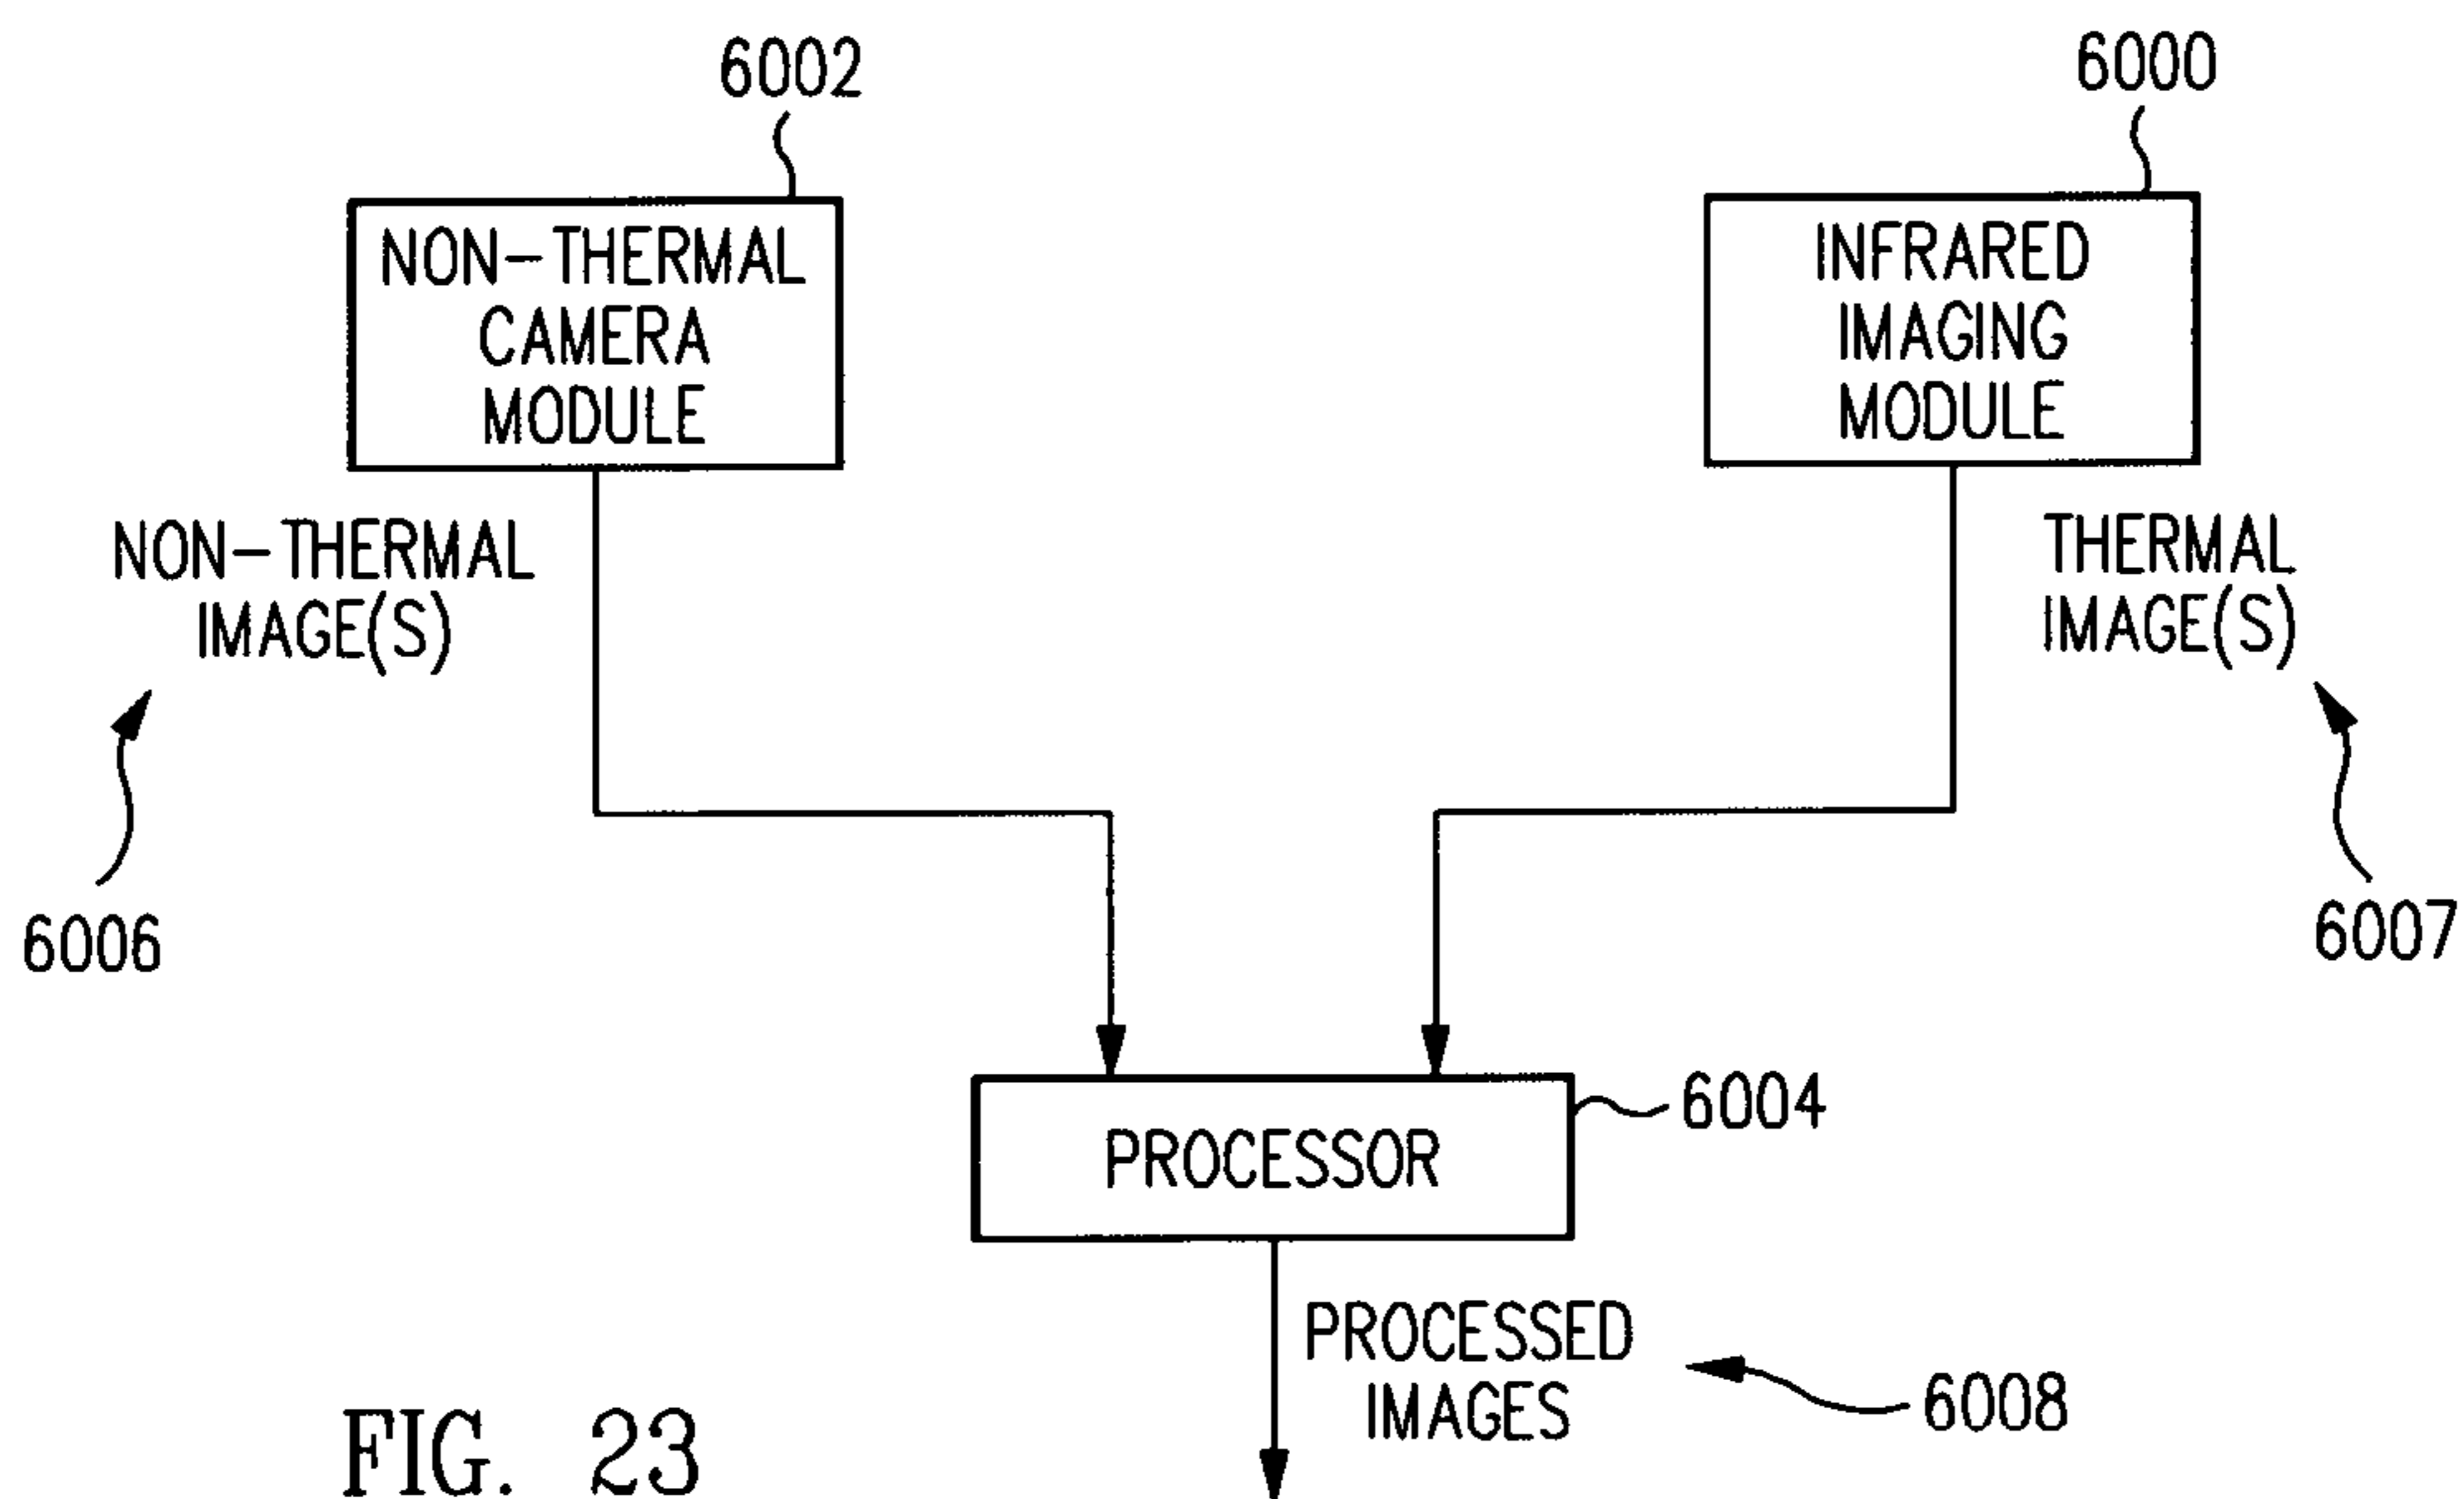 6002
6000
NON-THERMAL
CAMERA
MODULE
INFRARED
IMAGING
MODULE
NON-THERMAL
IMAGE(S)
THERMAL
IMAGE(S)
6006
6007
6004
PROCESSOR
PROCESSED
IMAGES
6008
FIG. 23